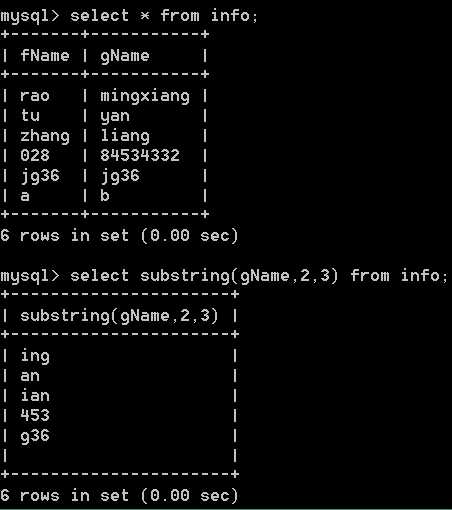 mysql> select * from info;
+-------+-----------+
| fName | gName     |
+-------+-----------+
| rao   | mingxiang |
| tu    | yan       |
| zhang | liang     |
| 028   | 84534332  |
| jg36  | jg36      |
| a     | b         |
+-------+-----------+
6 rows in set (0.00 sec)
mysql> select substring(gName,2,3) from info;
+----------------------+
| substring(gName,2,3) |
+----------------------+
| ing                  |
| an                   |
| ian                  |
| 453                  |
| g36                  |
|                      |
+----------------------+
6 rows in set (0.00 sec)